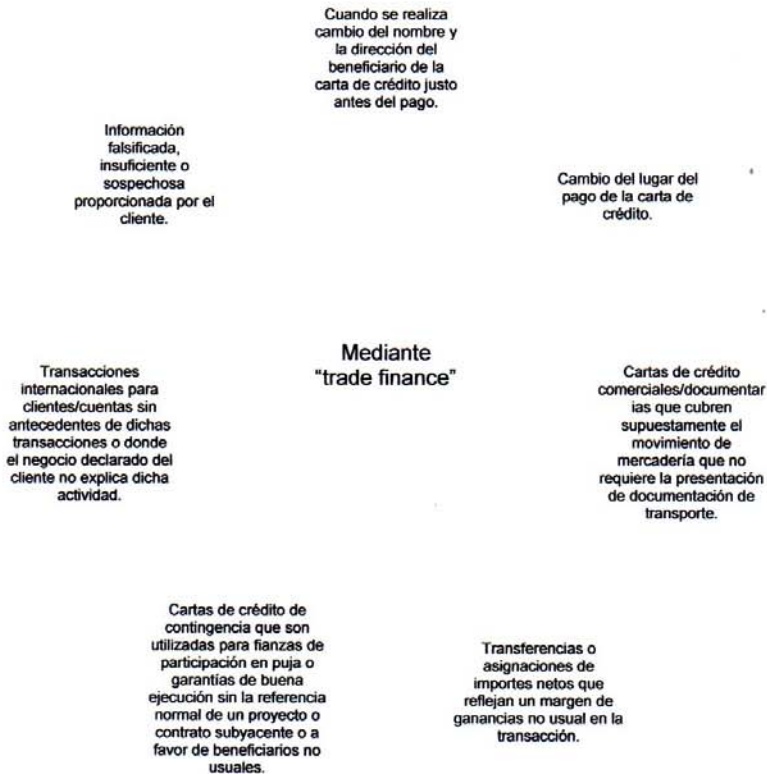 Cuando se realiza
cambio del nombre y
la dirección del
beneficiario de la
carta de crédito justo
antes del pago.
Cambio del lugar del
pago de la carta de
crédito.
Cartas de crédito
comerciales/documentar
ias que cubren
supuestamente el
movimiento de
mercadería que no
requiere la presentación
de documentación de
transporte.
Transferencias o
asignaciones de
importes netos que
reflejan un margen de
ganancias no usual en la
transacción.
Cartas de crédito de
contingencia que son
utilizadas para fianzas de
participación en puja o
garantías de buena
ejecución sin la referencia
normal de un proyecto o
contrato subyacente o a
favor de beneficiarios no
usuales.
Transacciones
internacionales para
clientes/cuentas sin
antecedentes de dichas
transacciones o donde
el negocio declarado del
cliente no explica dicha
actividad.
Información
falsificada,
insuficiente o
sospechosa
proporcionada por el
cliente.
Mediante
“trade finance”